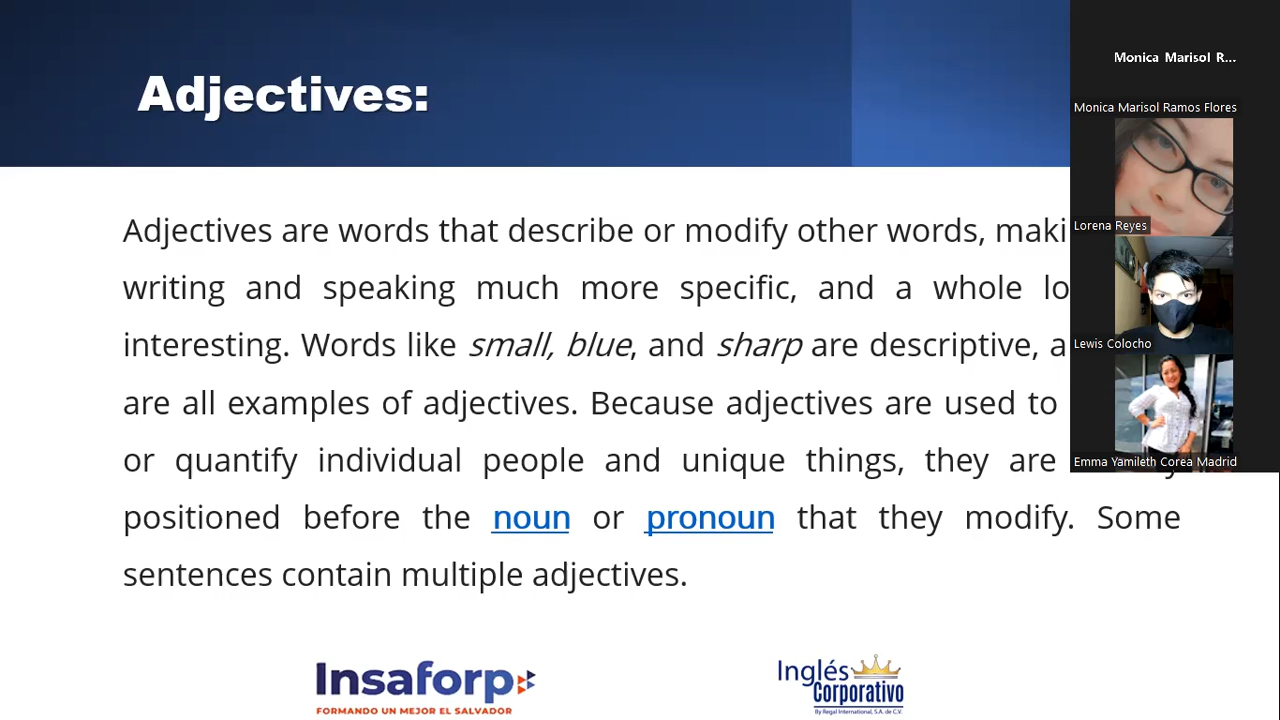 Adjectives:
Monica Marisol R...
Monica Marisol Ramos Flores
Lorena Reyes
Lewis Colocho
Emma Yamileth Corea Madrid
Adjectives are words that describe or modify other words,
writing and speaking much more specific, and a whole
interesting. Words like small, blue, and sharp are descriptive,
are all examples of adjectives. Because adjectives are used to
or quantify individual people and unique things, they are
positioned before the noun or pronoun that they modify. Some
sentences contain multiple adjectives.
Insaforp
FORMANDO UN MEJOR EL SALVADOR
Inglés
Corporativo
By Regal International, S.A. de C.V.